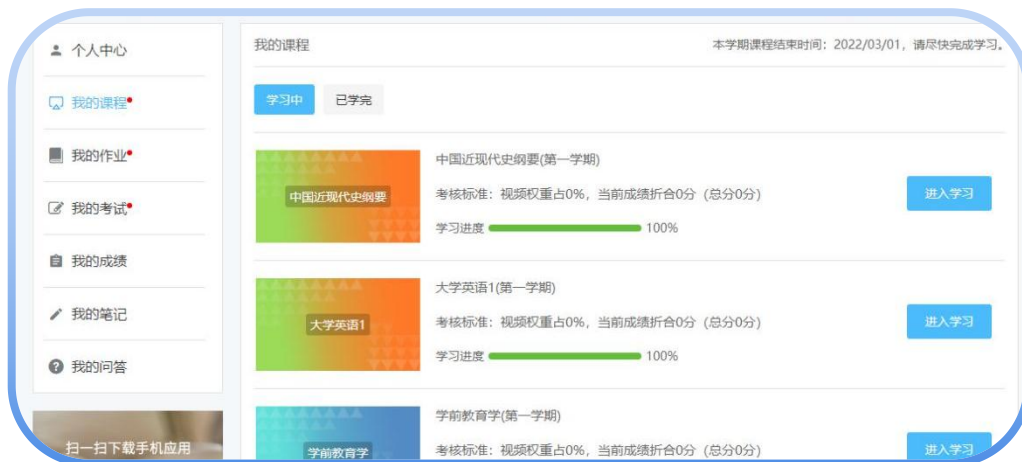 个人中心
我的课程
我的作业
我的考试
我的成绩
我的笔记
我的问答
扫一扫下载手机应用
我的课程
本学期课程结束时间：2022/03/01，请尽快完成学习。
学习中
已学完
中国近现代史纲要
中国近现代史纲要(第一学期)
考核标准：视频权重占0%，当前成绩折合0分（总分0分）
学习进度 100%
进入学习
大学英语1
大学英语1(第一学期)
考核标准：视频权重占0%，当前成绩折合0分（总分0分）
学习进度 100%
进入学习
学前教育学
学前教育学(第一学期)
考核标准：视频权重占0%，当前成绩折合0分（总分0分）
进入学习